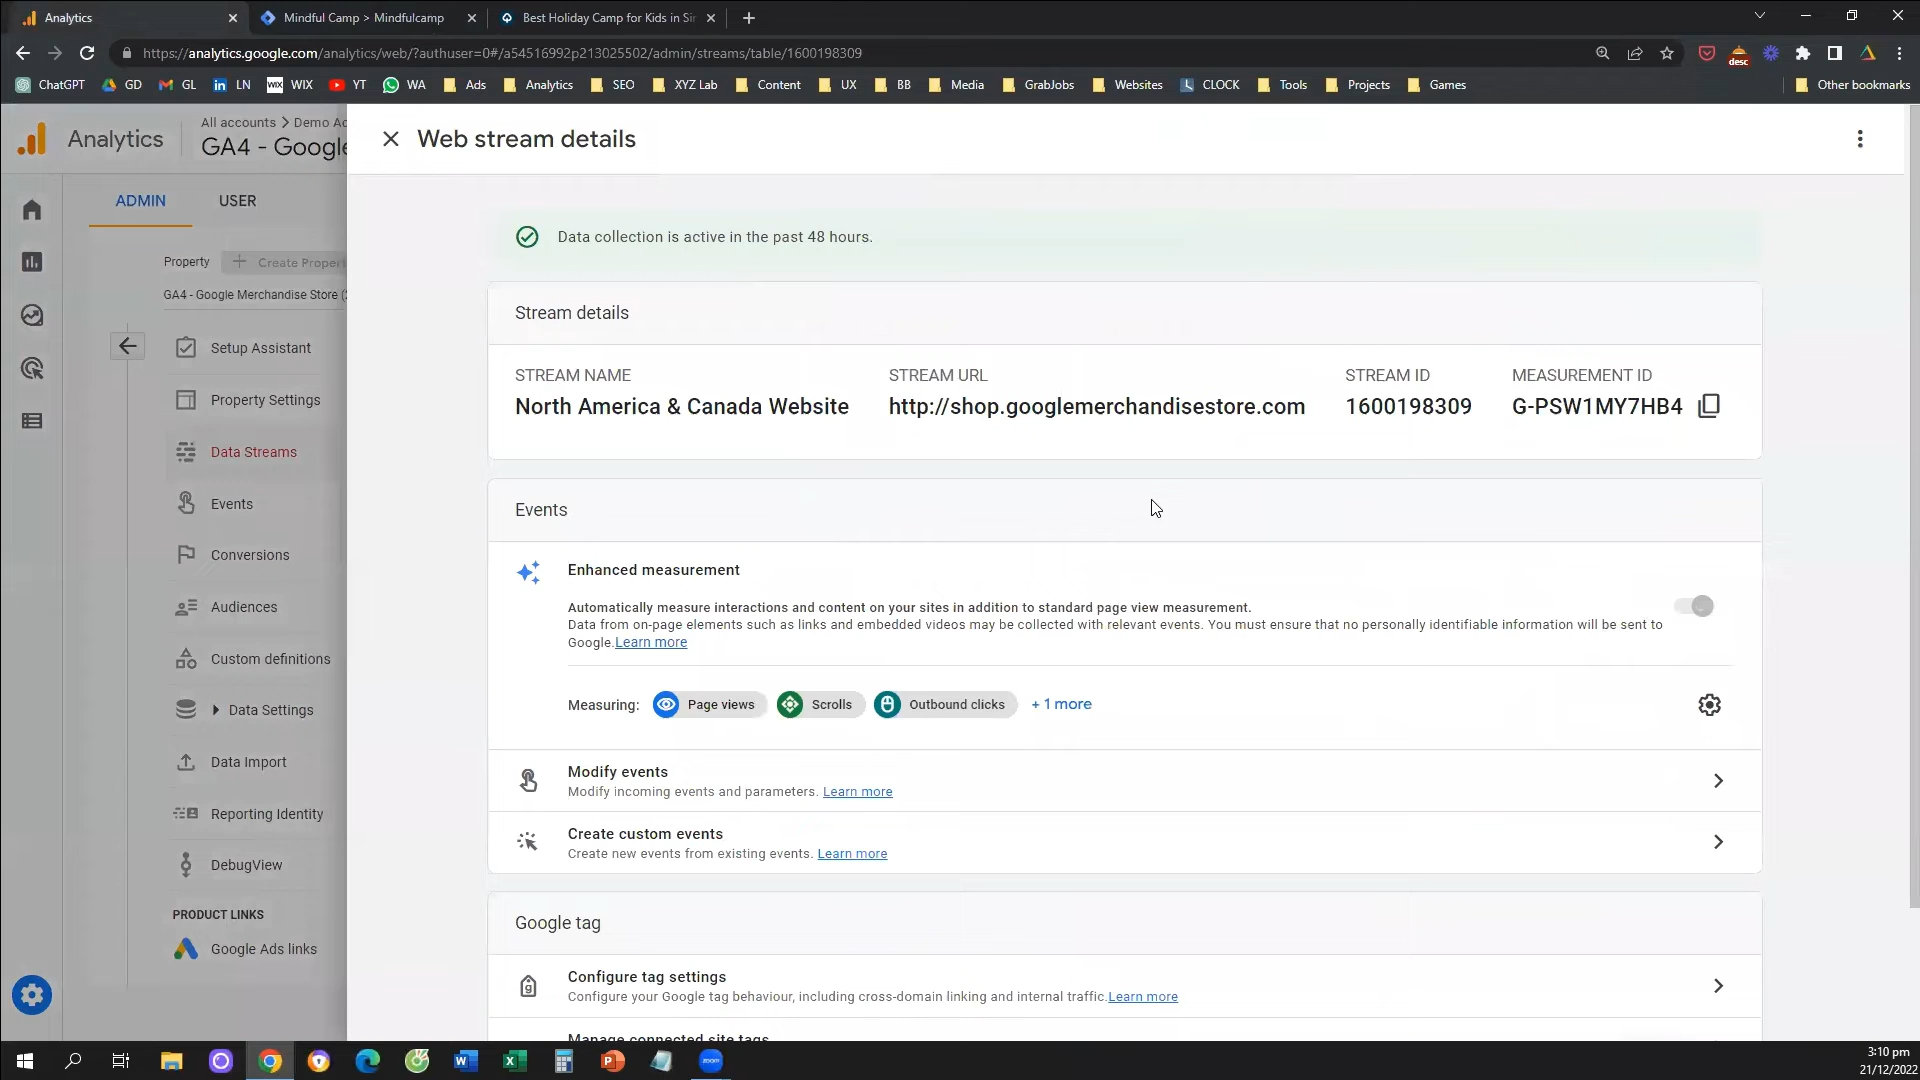 Analytics
Mindful Camp > Mindfulcamp
Best Holiday Camp for Kids in Sin
https://analytics.google.com/analytics/web/?authuser=0#/a54516992p213025502/admin/streams/table/1600198309
desc
ChatGPT GD GL LN WIX YT WA Ads Analytics SEO XYZ Lab Content UX BB Media GrabJobs Websites CLOCK Tools Projects Games Other bookmarks
Analytics
All accounts > Demo Ac
GA4 - Google
Web stream details
ADMIN USER
Property
Create Propert
GA4 - Google Merchandise Store (
Setup Assistant
Property Settings
Data Streams
Events
Conversions
Audiences
Custom definitions
Data Settings
Data Import
Reporting Identity
DebugView
PRODUCT LINKS
Google Ads links
Data collection is active in the past 48 hours.
Stream details
STREAM NAME STREAM URL STREAM ID MEASUREMENT ID
North America & Canada Website http://shop.googlemerchandisestore.com 1600198309 G-PSW1MY7HB4
Events
Enhanced measurement
Automatically measure interactions and content on your sites in addition to standard page view measurement.
Data from on-page elements such as links and embedded videos may be collected with relevant events. You must ensure that no personally identifiable information will be sent to
Google.Learn more
Measuring: Page views Scrolls Outbound clicks + 1 more
Modify events
Modify incoming events and parameters. Learn more
Create custom events
Create new events from existing events. Learn more
Google tag
Configure tag settings
Configure your Google tag behaviour, including cross-domain linking and internal traffic.Learn more
Manage connected site tags
3:10 pm
21/12/2022